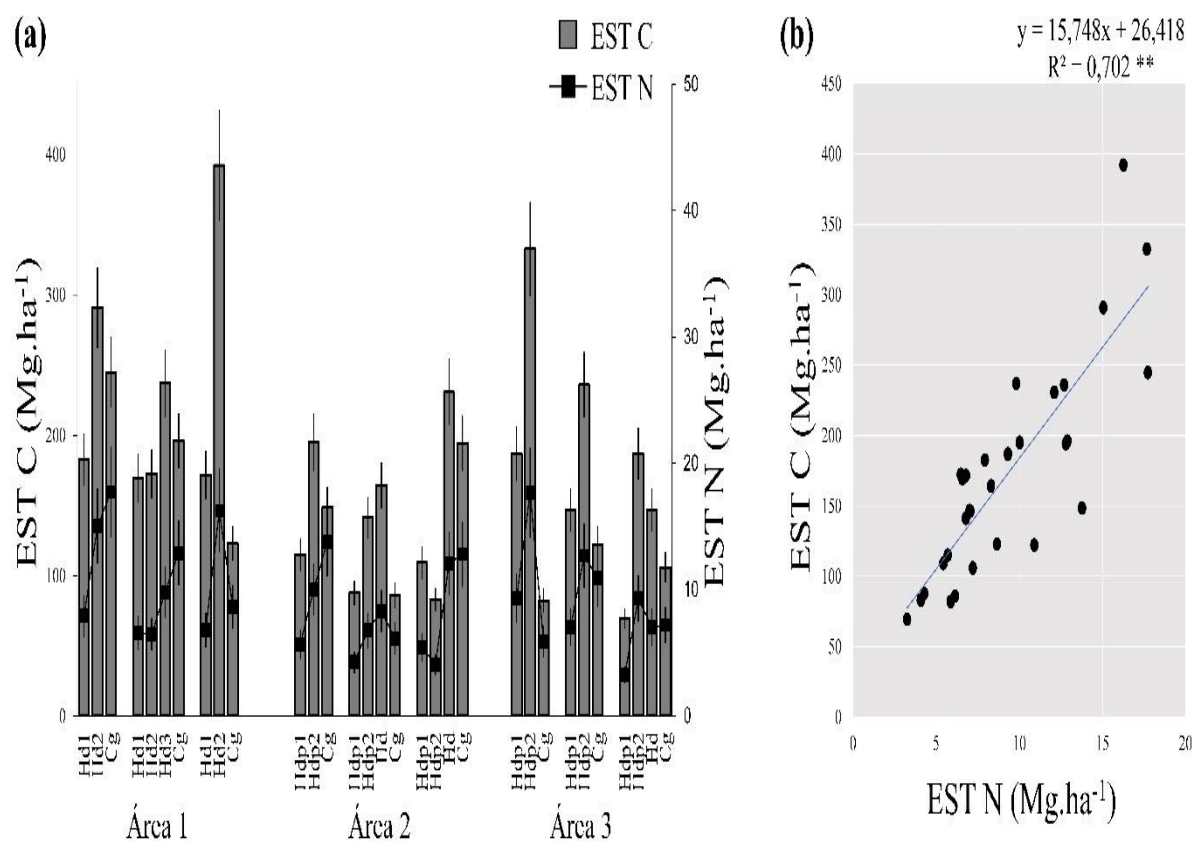 (a)
EST C
EST N
EST C (Mg.ha⁻¹)
400
300
200
100
0
50
40
30
20
10
0
EST N (Mg.ha⁻¹)
Hd1
Hd2
Cg
Hd1
Hd2
Hd3
Cg
Hd1
Hd2
Cg
Hdp1
Hdp2
Cg
Hdp1
Hdp2
Hd
Cg
Hdp1
Hdp2
Hd
Cg
Hdp1
Hdp2
Cg
Hdp1
Hdp2
Cg
Hdp1
Hdp2
Hd
Cg
Área 1
Área 2
Área 3
(b)
y = 15,748x + 26,418
R² = 0,702 **
EST C (Mg.ha⁻¹)
450
400
350
300
250
200
150
100
50
0
0 5 10 15 20
EST N (Mg.ha⁻¹)